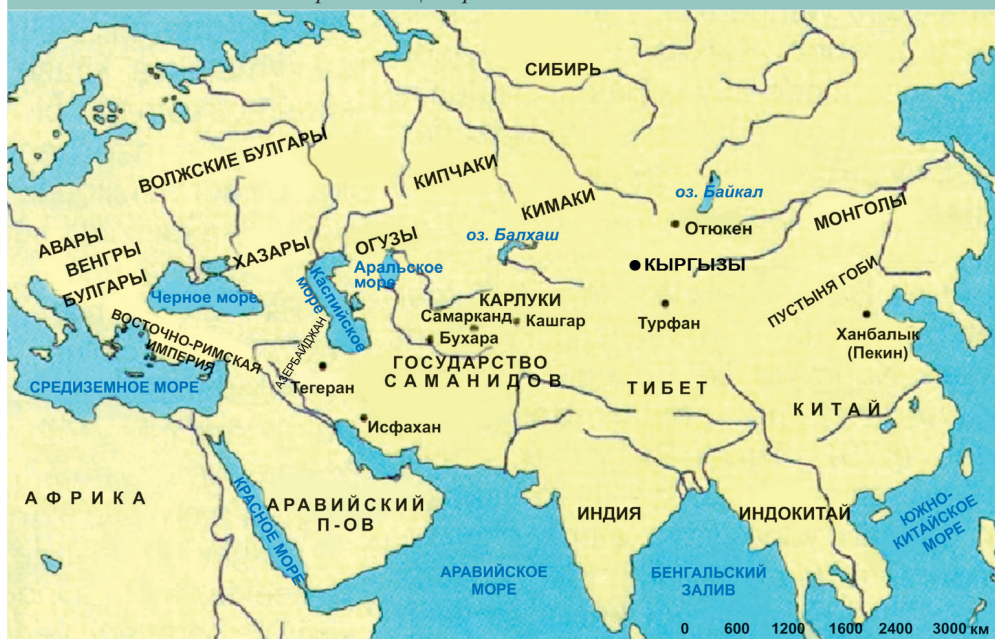 СИБИРЬ
ВОЛЖСКИЕ БУЛГАРЫ
КИПЧАКИ
КИМАКИ
оз. Байкал
МОНГОЛЫ
АВАРЫ
ВЕНГРЫ
БУЛГАРЫ
ХАЗАРЫ
ОГУЗЫ
оз. Балхаш
Отюкен
КЫРГЫЗЫ
ПУСТЫНЯ ГОБИ
Черное море
Каспийское
море
Аральское
море
КАРЛУКИ
Самарканд
Кашгар
Бухара
Турфан
Ханбалык
(Пекин)
ВОСТОЧНО-РИМСКАЯ
ИМПЕРИЯ
АЗЕРБАЙДЖАН
Тегеран
ГОСУДАРСТВО
САМАНИДОВ
СРЕДИЗЕМНОЕ МОРЕ
ТИБЕТ
КИТАЙ
Исфахан
АФРИКА
КРАСНОЕ МОРЕ
АРАВИЙСКИЙ
П-ОВ
ИНДИЯ
ИНДОКИТАЙ
ЮЖНО-
КИТАЙСКОЕ
МОРЕ
АРАВИЙСКОЕ
МОРЕ
БЕНГАЛЬСКИЙ
ЗАЛИВ
0 600 1200 1600 2400 3000 км